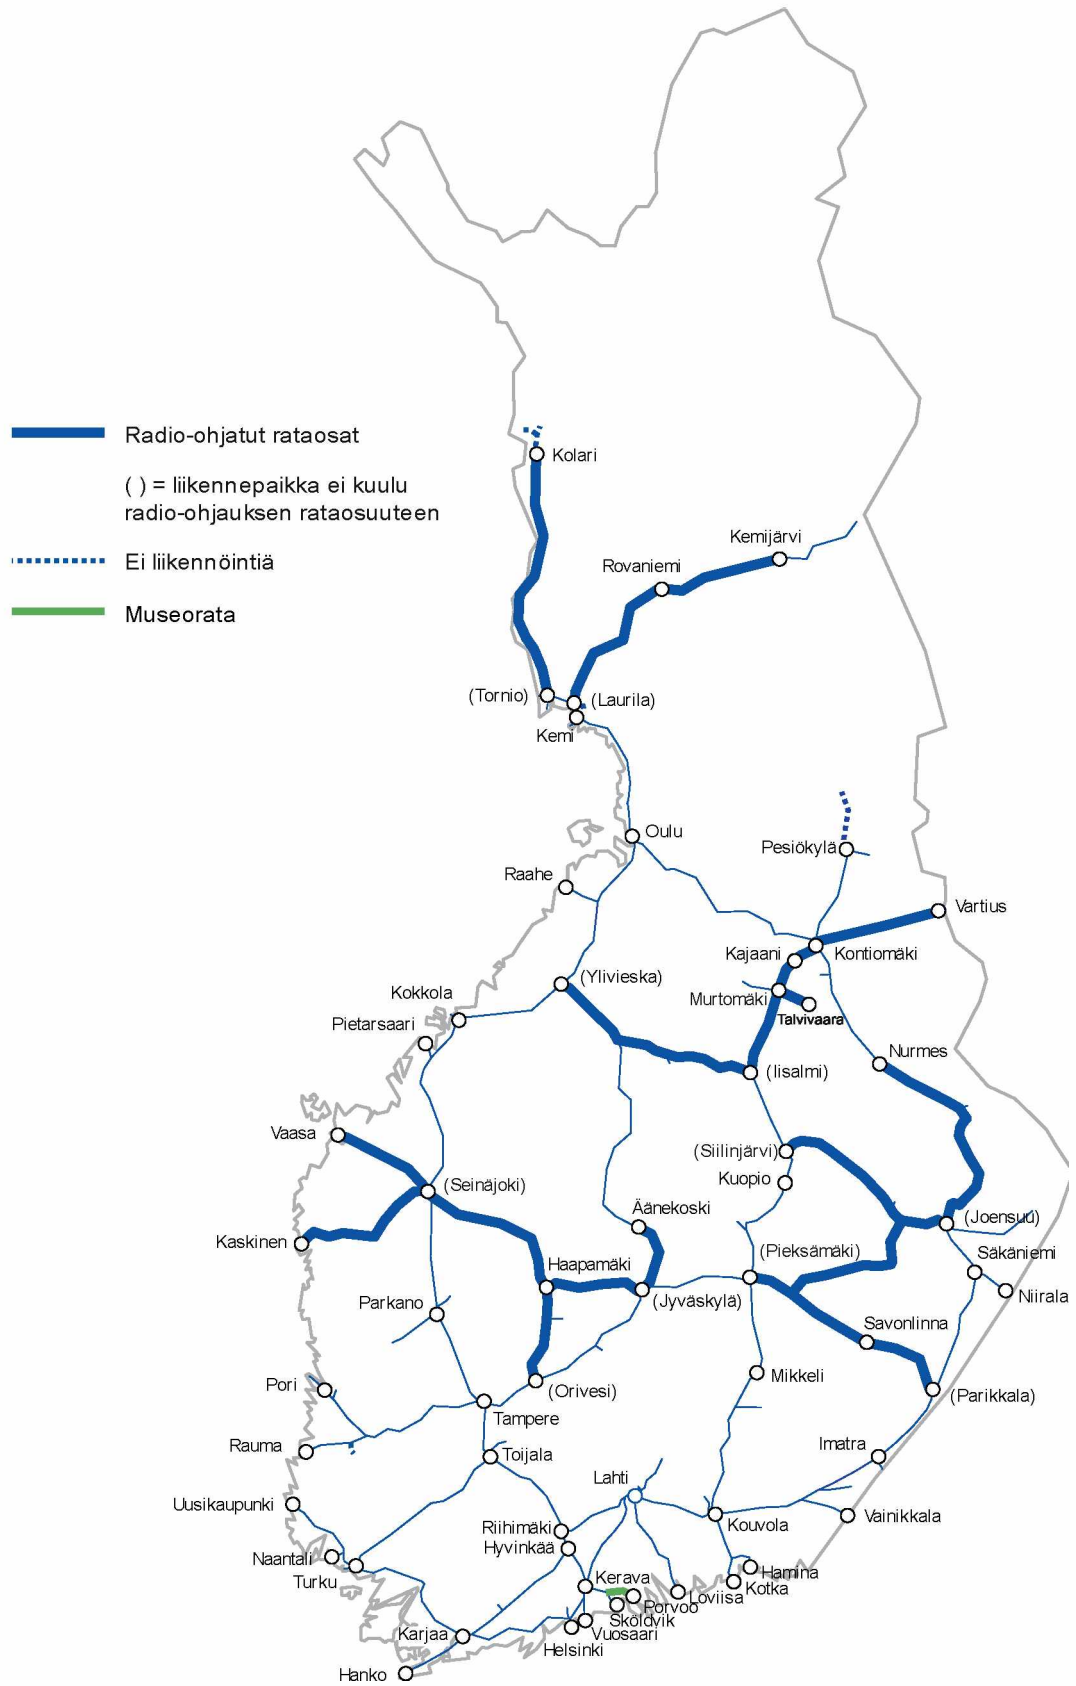 Radio-ohjatut rataosat
( ) = liikennepaikka ei kuulu
radio-ohjauksen rataosuuteen
Ei liikennöintiä
Museorata
Kolari
Kemijärvi
Rovaniemi
(Tornio)
(Laurila)
Kemi
Oulu
Pesiökylä
Raahe
Vartius
Kontiomäki
Kajaani
(Ylivieska)
Murtomäki
Talvivaara
Kokkola
Pietarsaari
Nurmes
(Iisalmi)
Vaasa
(Siilinjärvi)
Kuopio
(Seinäjoki)
Äänekoski
(Joensuu)
Kaskinen
(Pieksämäki)
Säkäniemi
Haapamäki
Niirala
(Jyväskylä)
Parkano
Savonlinna
Mikkeli
Pori
(Orivesi)
(Parikkala)
Tampere
Rauma
Toijala
Imatra
Lahti
Uusikaupunki
Kouvola
Vainikkala
Riihimäki
Hyvinkää
Naantali
Turku
Hamina
Kotka
Kerava
Loviisa
Porvoo
Sköldvik
Vuosaari
Helsinki
Karjaa
Hanko